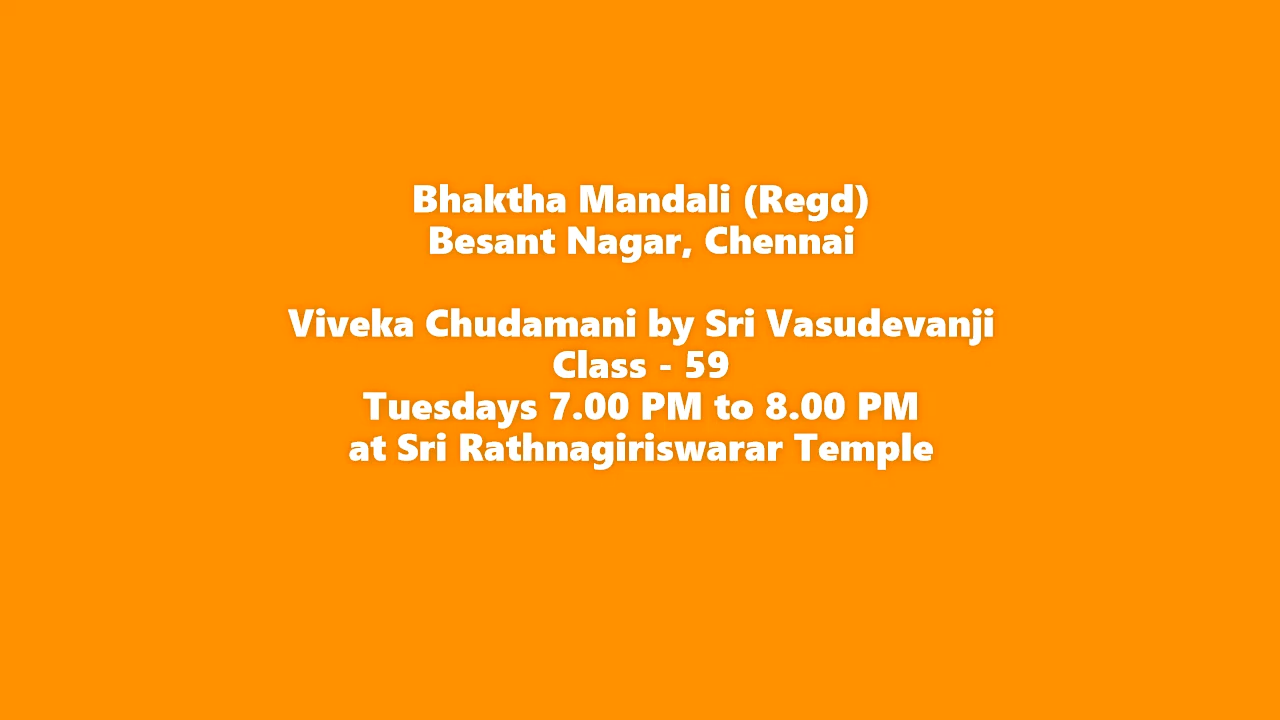 Bhaktha Mandali (Regd)
Besant Nagar, Chennai
Viveka Chudamani by Sri Vasudevanji
Class - 59
Tuesdays 7.00 PM to 8.00 PM
at Sri Rathnagiriswarar Temple